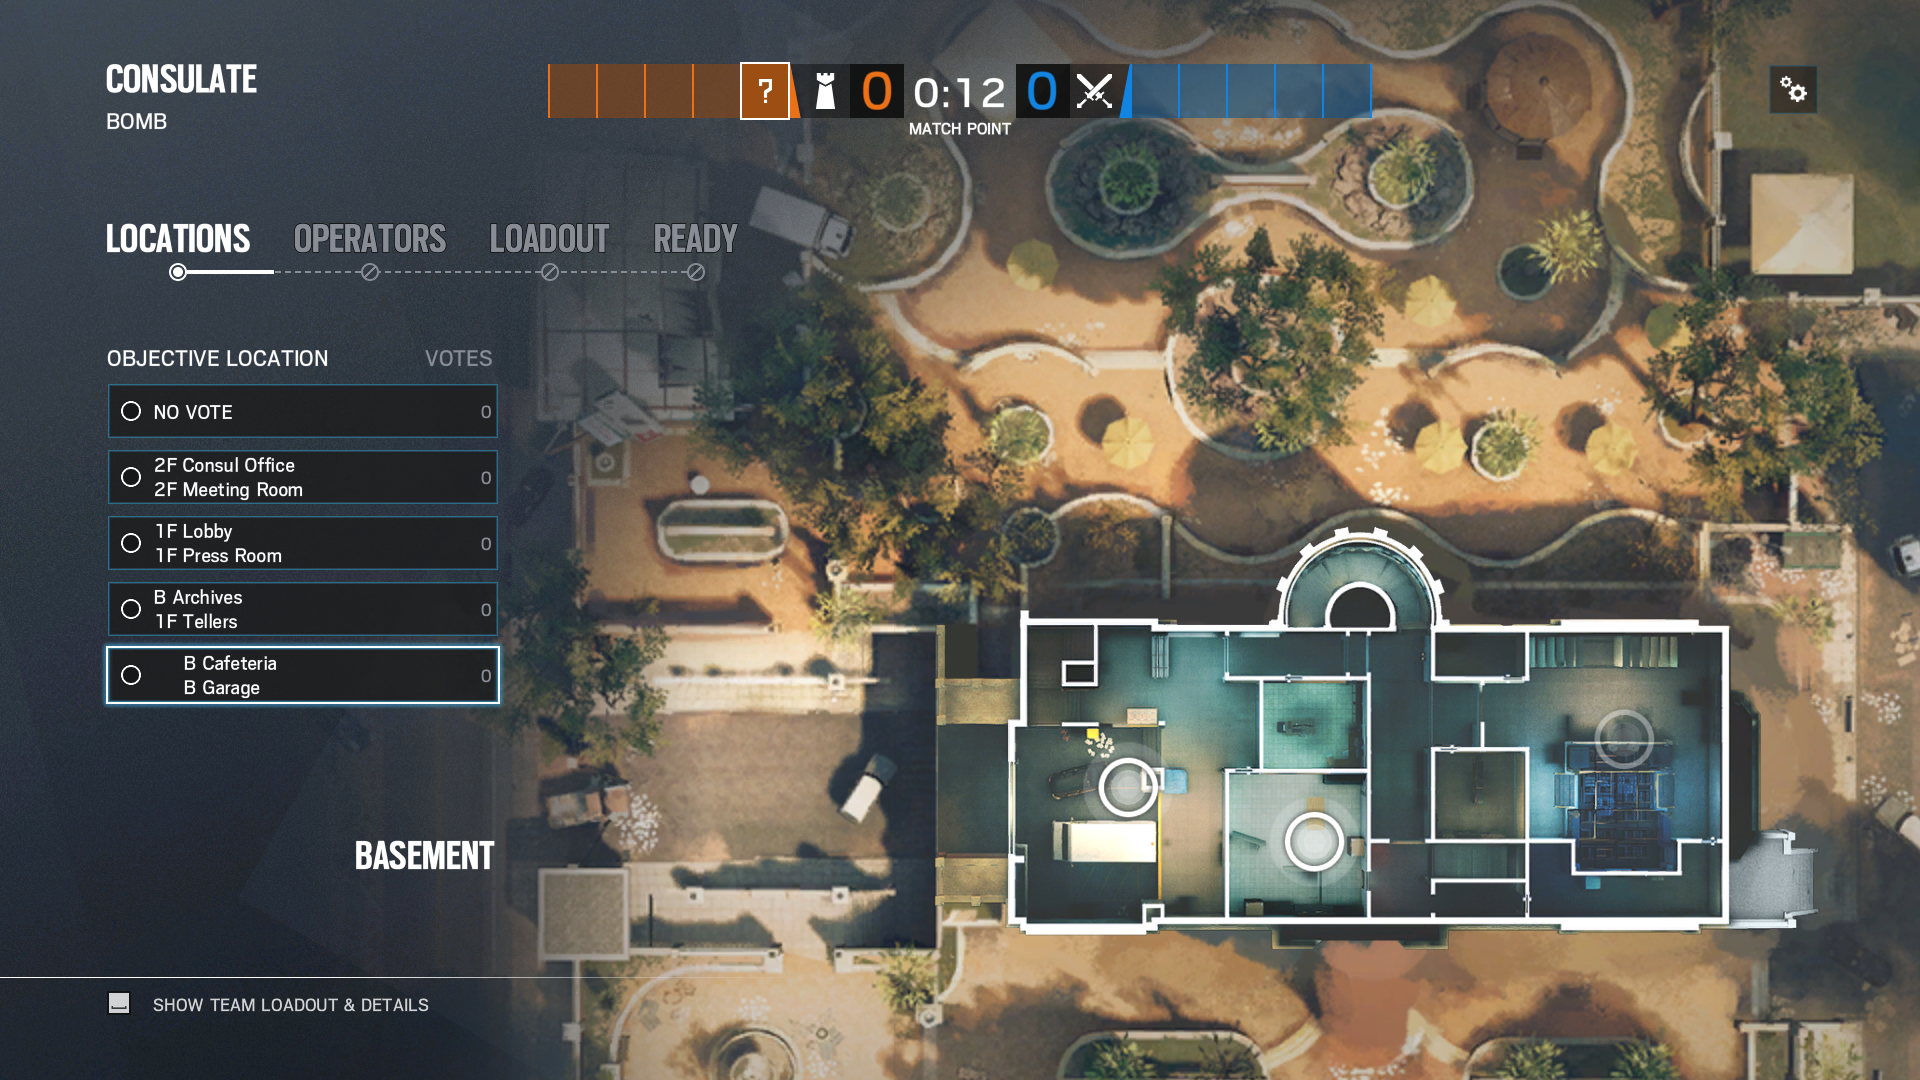 CONSULATE
BOMB
?
0
0:12
0
MATCH POINT
LOCATIONS
OPERATORS
LOADOUT
READY
OBJECTIVE LOCATION
VOTES
NO VOTE
0
2F Consul Office
2F Meeting Room
0
1F Lobby
1F Press Room
0
B Archives
1F Tellers
0
B Cafeteria
B Garage
0
BASEMENT
SHOW TEAM LOADOUT & DETAILS